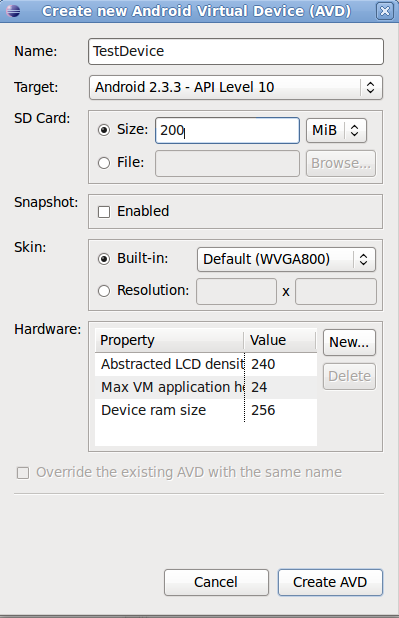 Create new Android Virtual Device (AVD)
Name: TestDevice
Target: Android 2.3.3 - API Level 10
SD Card:
Size: 200 MiB
File: Browse...
Snapshot:
Enabled
Skin:
Built-in: Default (WVGA800)
Resolution: x
Hardware:
Property Value New...
Abstracted LCD densit 240
Delete
Max VM application he 24
Device ram size 256
Override the existing AVD with the same name
Cancel Create AVD